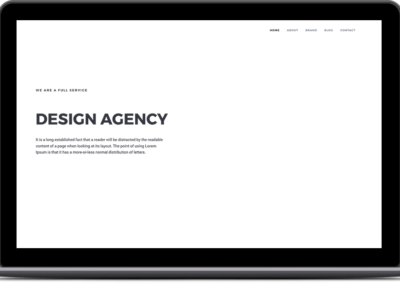 HOME ABOUT BRAND BLOG CONTACT
WE ARE A FULL SERVICE
DESIGN AGENCY
It is a long established fact that a reader will be distracted by the readable
content of a page when looking at its layout. The point of using Lorem
Ipsum is that it has a more-or-less normal distribution of letters.